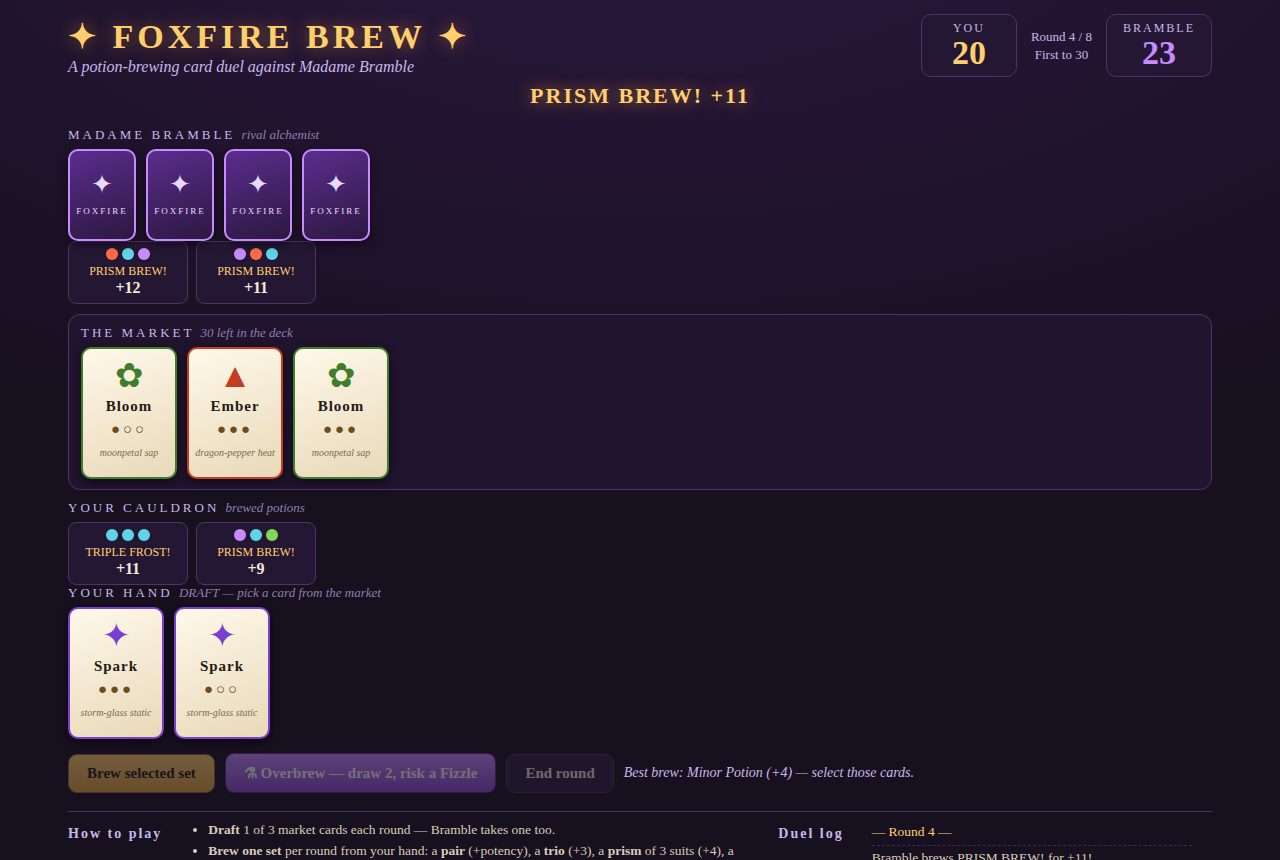 ✦ FOXFIRE BREW ✦
A potion-brewing card duel against Madame Bramble
YOU
20
Round 4 / 8
First to 30
BRAMBLE
23
PRISM BREW! +11
MADAME BRAMBLE rival alchemist
✦ ✦ ✦ ✦
FOXFIRE FOXFIRE FOXFIRE FOXFIRE
PRISM BREW! PRISM BREW!
+12 +11
THE MARKET 30 left in the deck
✿ ▲ ✿
Bloom Ember Bloom
●○○ ●●● ●●●
moonpetal sap dragon-pepper heat moonpetal sap
YOUR CAULDRON brewed potions
TRIPLE FROST! PRISM BREW!
+11 +9
YOUR HAND DRAFT — pick a card from the market
✦ ✦
Spark Spark
●●● ●○○
storm-glass static storm-glass static
Brew selected set ⚗ Overbrew — draw 2, risk a Fizzle End round Best brew: Minor Potion (+4) — select those cards.
How to play
• Draft 1 of 3 market cards each round — Bramble takes one too.
• Brew one set per round from your hand: a pair (+potency), a trio (+3), a prism of 3 suits (+4), a
Duel log
— Round 4 —
Bramble brews PRISM BREW! for +11!